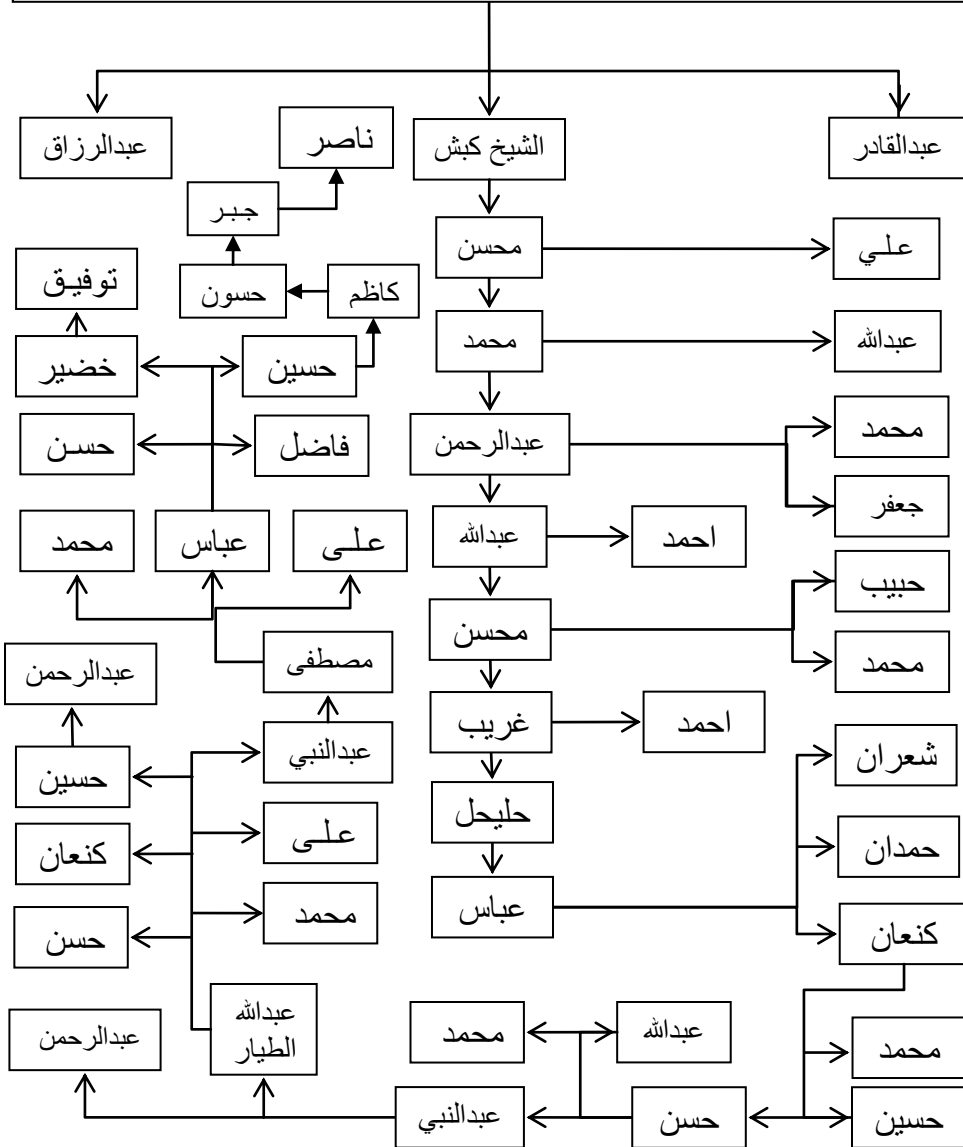 عبدالقادر
الشيخ كبش
عبدالرزاق
ناصر
جبر
محسن
علي
توفيق
حسون
كاظم
محمد
عبدالله
خضير
حسين
عبدالرحمن
محمد
حسن
فاضل
جعفر
محمد
عباس
على
عبدالله
احمد
حبيب
محسن
محمد
عبدالرحمن
مصطفى
غريب
احمد
شعران
حسين
عبدالنبي
حليحل
حمدان
كنعان
على
عباس
كنعان
حسن
محمد
عبدالرحمن
عبدالله
الطيار
محمد
عبدالله
محمد
عبدالنبي
حسن
حسين